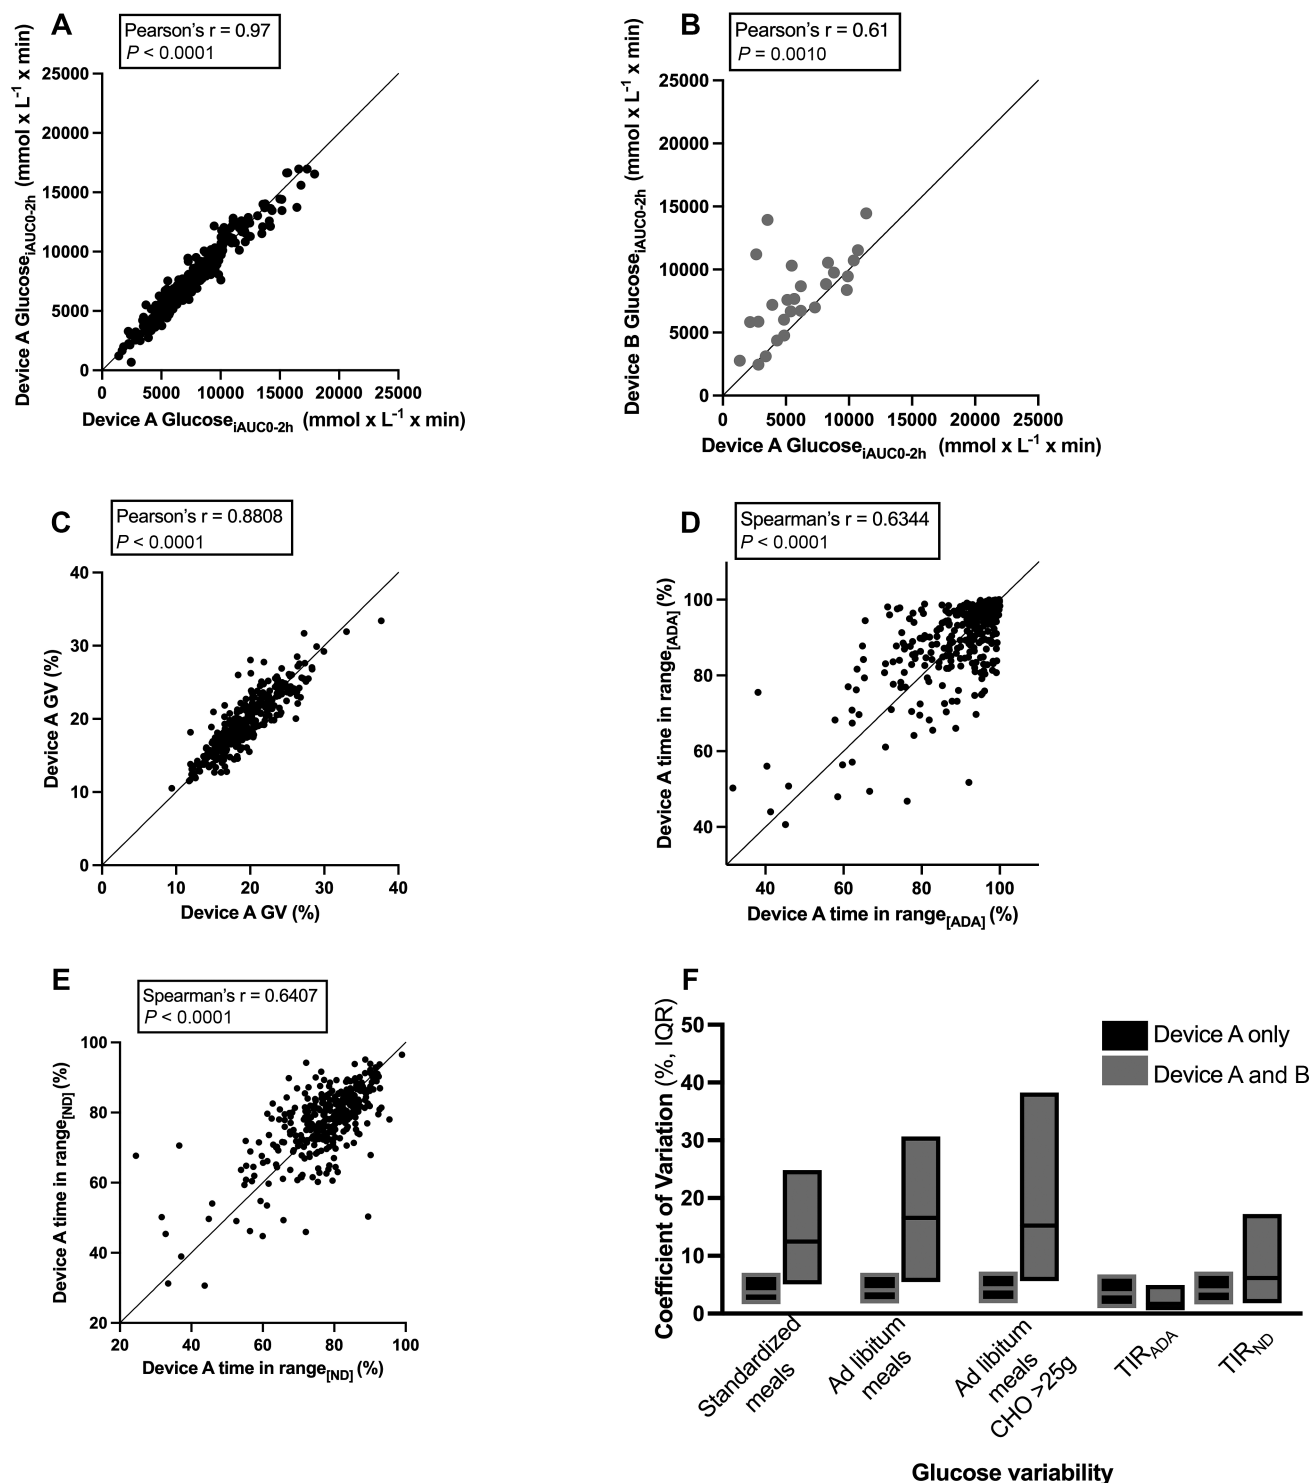 A
Pearson's r = 0.97
P < 0.0001
25000
20000
15000
10000
5000
0
0 5000 10000 15000 20000 25000
Device A Glucose iAUC0-2h (mmol x L-1 x min)
Device A Glucose iAUC0-2h (mmol x L-1 x min)
B
Pearson's r = 0.61
P = 0.0010
25000
20000
15000
10000
5000
0
0 5000 10000 15000 20000 25000
Device B Glucose iAUC0-2h (mmol x L-1 x min)
Device A Glucose iAUC0-2h (mmol x L-1 x min)
C
Pearson's r = 0.8808
P < 0.0001
40
30
20
10
0
0 10 20 30 40
Device A GV (%)
Device A GV (%)
D
Spearman's r = 0.6344
P < 0.0001
100
80
60
40
40 60 80 100
Device A time in range[ADA] (%)
Device A time in range[ADA] (%)
E
Spearman's r = 0.6407
P < 0.0001
100
80
60
40
20
20 40 60 80 100
Device A time in range[ND] (%)
Device A time in range[ND] (%)
F
50
40
30
20
10
0
Coefficient of Variation (%, IQR)
Device A only
Device A and B
Standardized
meals
Ad libitum
meals
Ad libitum
meals
CHO >25g
TIRADA
TIRND
Glucose variability